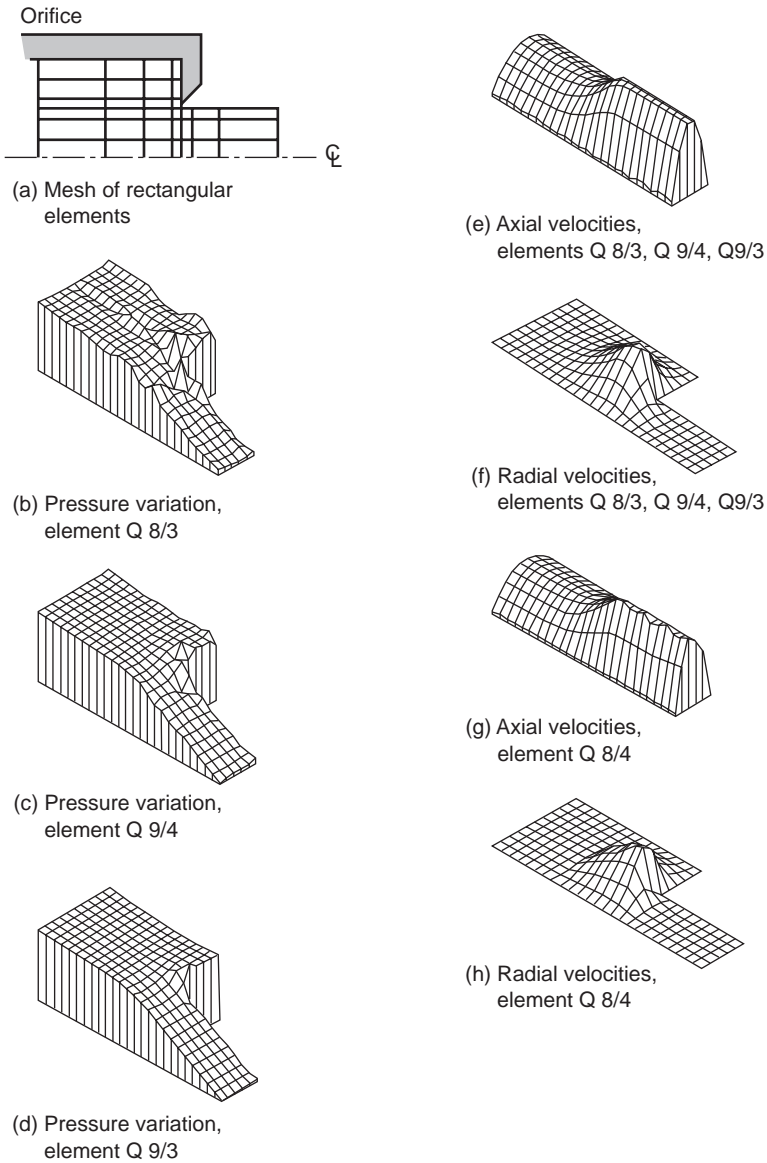 Orifice
℄
(a) Mesh of rectangular
elements
(b) Pressure variation,
element Q 8/3
(c) Pressure variation,
element Q 9/4
(d) Pressure variation,
element Q 9/3
(e) Axial velocities,
elements Q 8/3, Q 9/4, Q9/3
(f) Radial velocities,
elements Q 8/3, Q 9/4, Q9/3
(g) Axial velocities,
element Q 8/4
(h) Radial velocities,
element Q 8/4